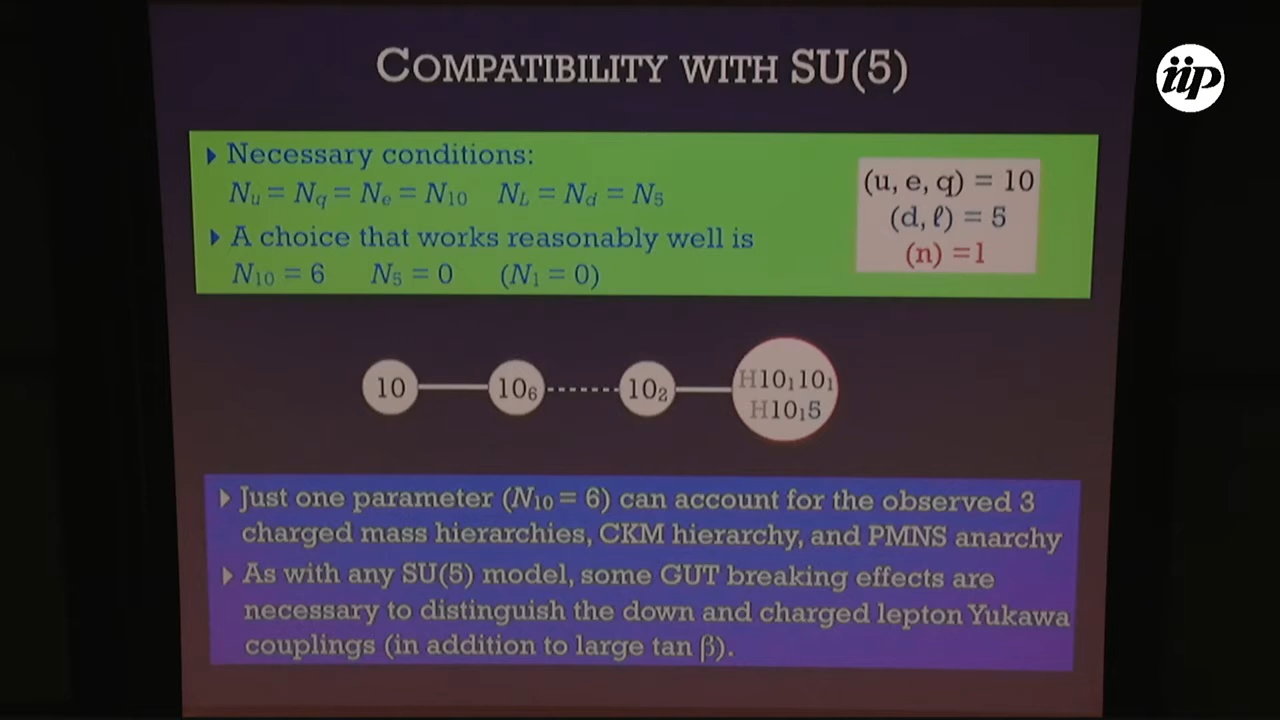 COMPATIBILITY WITH SU(5)
iip
Necessary conditions:
N_u = N_q = N_e = N_10 N_L = N_d = N_5
A choice that works reasonably well is
N_10 = 6 N_5 = 0 (N_1 = 0)
(u, e, q) = 10
(d, ℓ) = 5
(n) =1
10
10_6
10_2
H10_1 10_1
H10_1 5
Just one parameter (N_10 = 6) can account for the observed 3
charged mass hierarchies, CKM hierarchy, and PMNS anarchy
As with any SU(5) model, some GUT breaking effects are
necessary to distinguish the down and charged lepton Yukawa
couplings (in addition to large tan β).